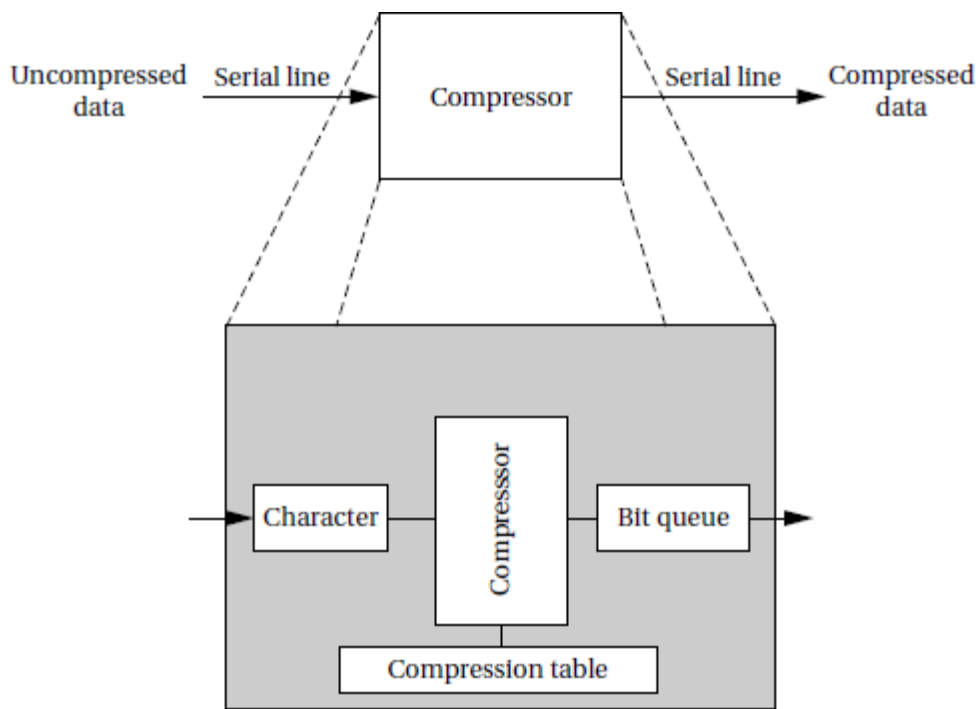 Uncompressed
data
Serial line
Compressor
Serial line
Compressed
data
Character
Compresssor
Bit queue
Compression table